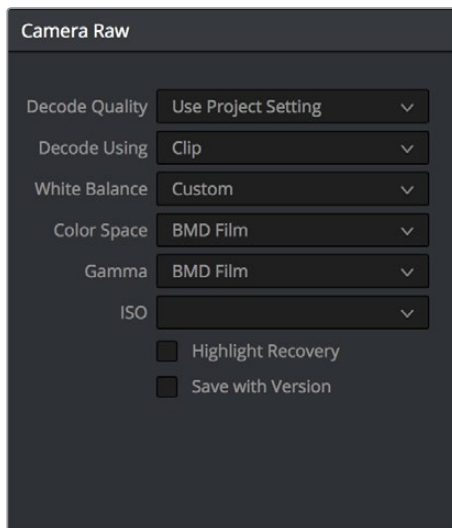 Camera Raw
Decode Quality Use Project Setting
Decode Using Clip
White Balance Custom
Color Space BMD Film
Gamma BMD Film
ISO
Highlight Recovery
Save with Version